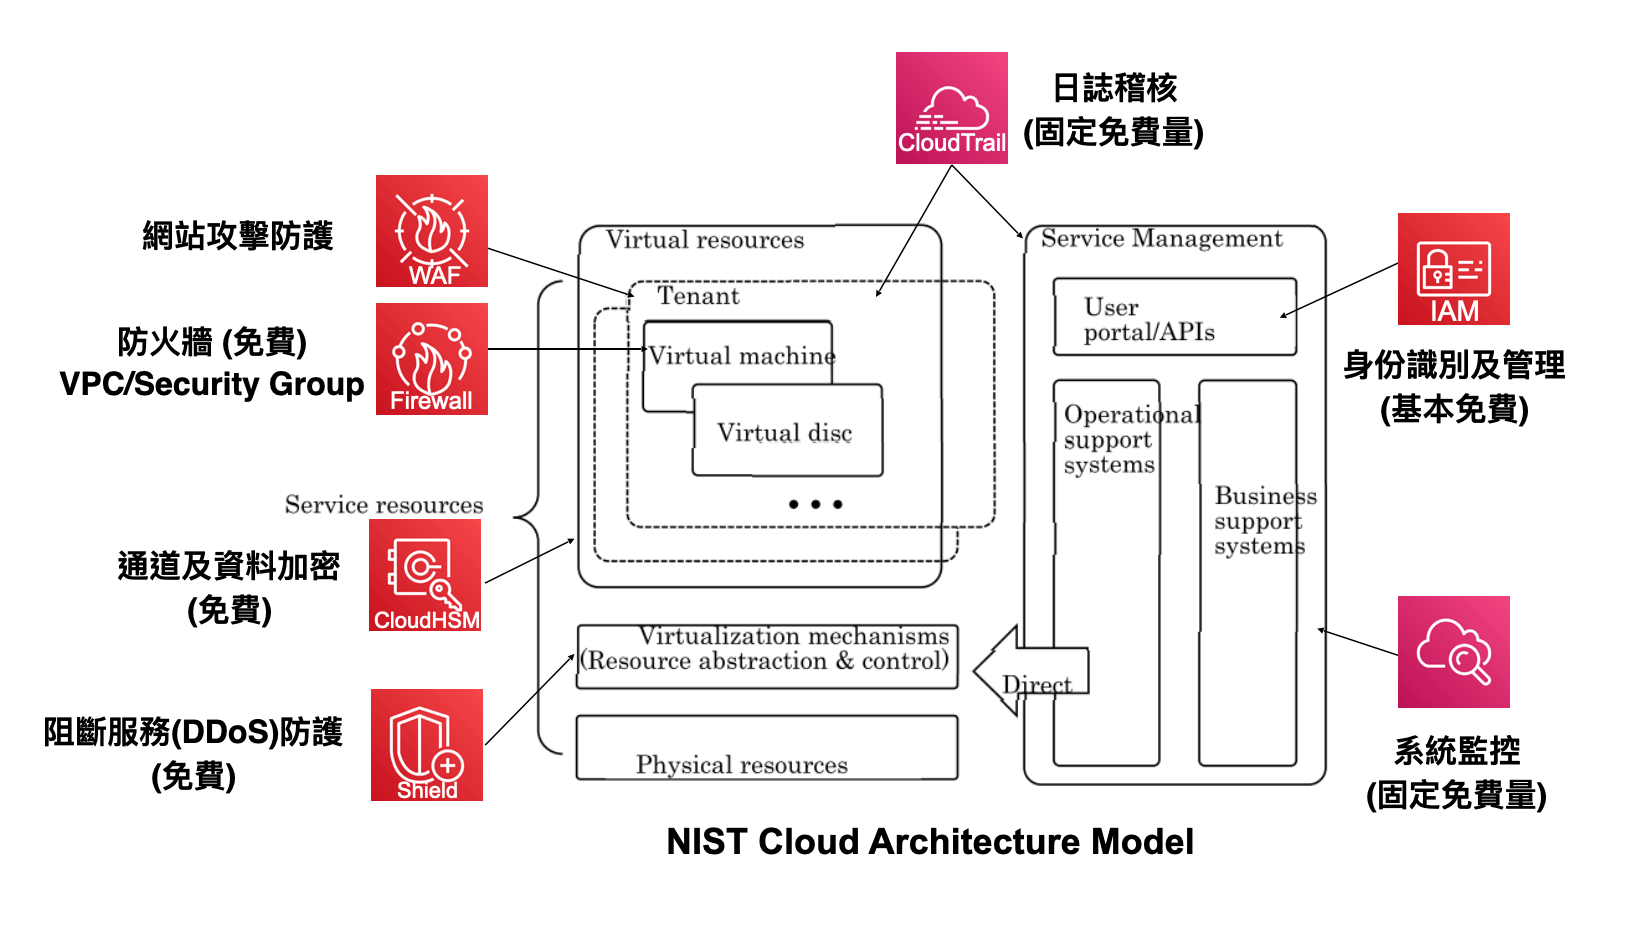 CloudTrail
日誌稽核
(固定免費量)
網站攻擊防護
WAF
防火牆 (免費)
VPC/Security Group
Firewall
Virtual resources
Tenant
Virtual machine
Virtual disc
Service Management
User
portal/APIs
Operational
support
systems
Business
support
systems
IAM
身份識別及管理
(基本免費)
Service resources
通道及資料加密
(免費)
CloudHSM
Virtualization mechanisms
(Resource abstraction & control)
Direct
阻斷服務(DDoS)防護
(免費)
Shield
Physical resources
系統監控
(固定免費量)
NIST Cloud Architecture Model